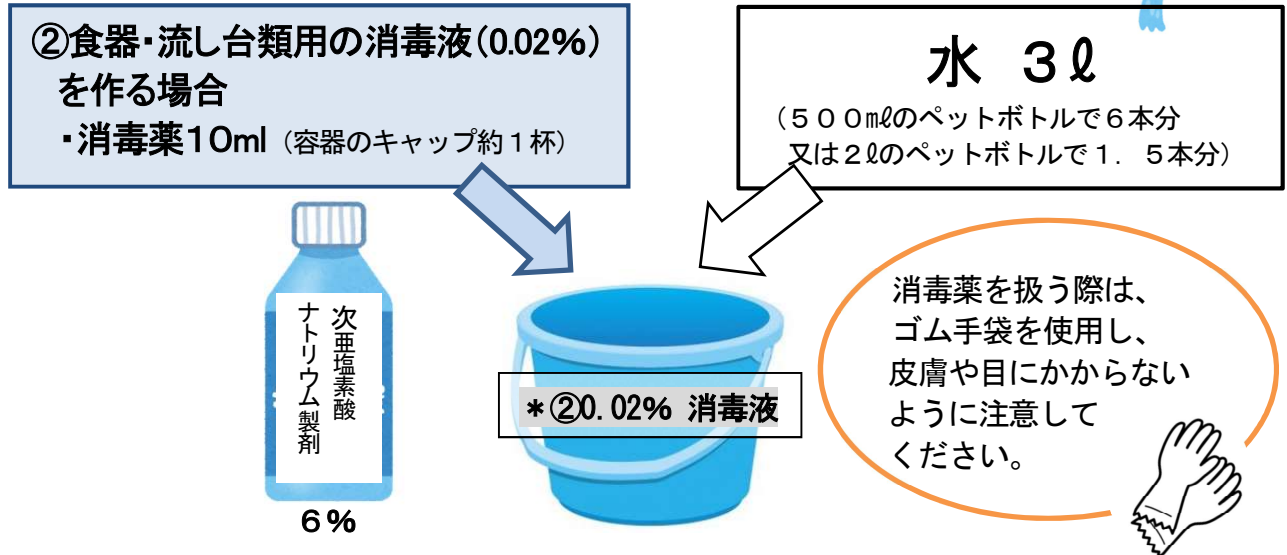 ②食器・流し台類用の消毒液(0.02%)
を作る場合
・消毒薬10ml（容器のキャップ約１杯）
水 ３ℓ
（５００㎖のペットボトルで６本分
又は２ℓのペットボトルで１．５本分）
次亜塩素酸
ナトリウム製剤
６％
＊②0.02% 消毒液
消毒薬を扱う際は、
ゴム手袋を使用し、
皮膚や目にかからない
ように注意して
ください。